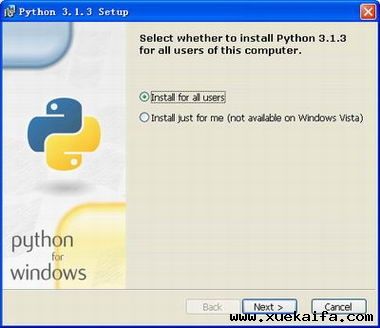 Python 3.1.3 Setup
Select whether to install Python 3.1.3
for all users of this computer.
Install for all users
Install just for me (not available on Windows Vista)
python
for
windows
Back
Next >
Cancel
www.xuekaifa.com